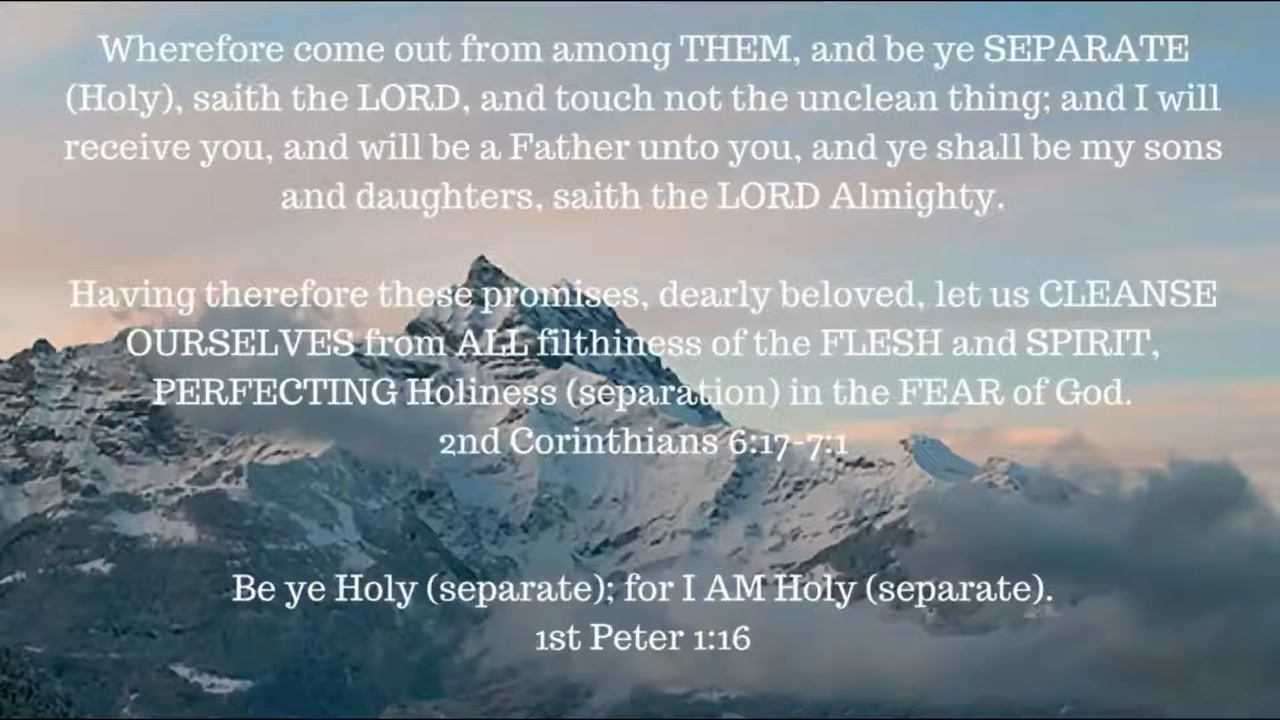 Wherefore come out from among THEM, and be ye SEPARATE
(Holy), saith the LORD, and touch not the unclean thing; and I will
receive you, and will be a Father unto you, and ye shall be my sons
and daughters, saith the LORD Almighty.
Having therefore these promises, dearly beloved, let us CLEANSE
OURSELVES from ALL filthiness of the FLESH and SPIRIT,
PERFECTING Holiness (separation) in the FEAR of God.
2nd Corinthians 6:17-7:1
Be ye Holy (separate); for I AM Holy (separate).
1st Peter 1:16